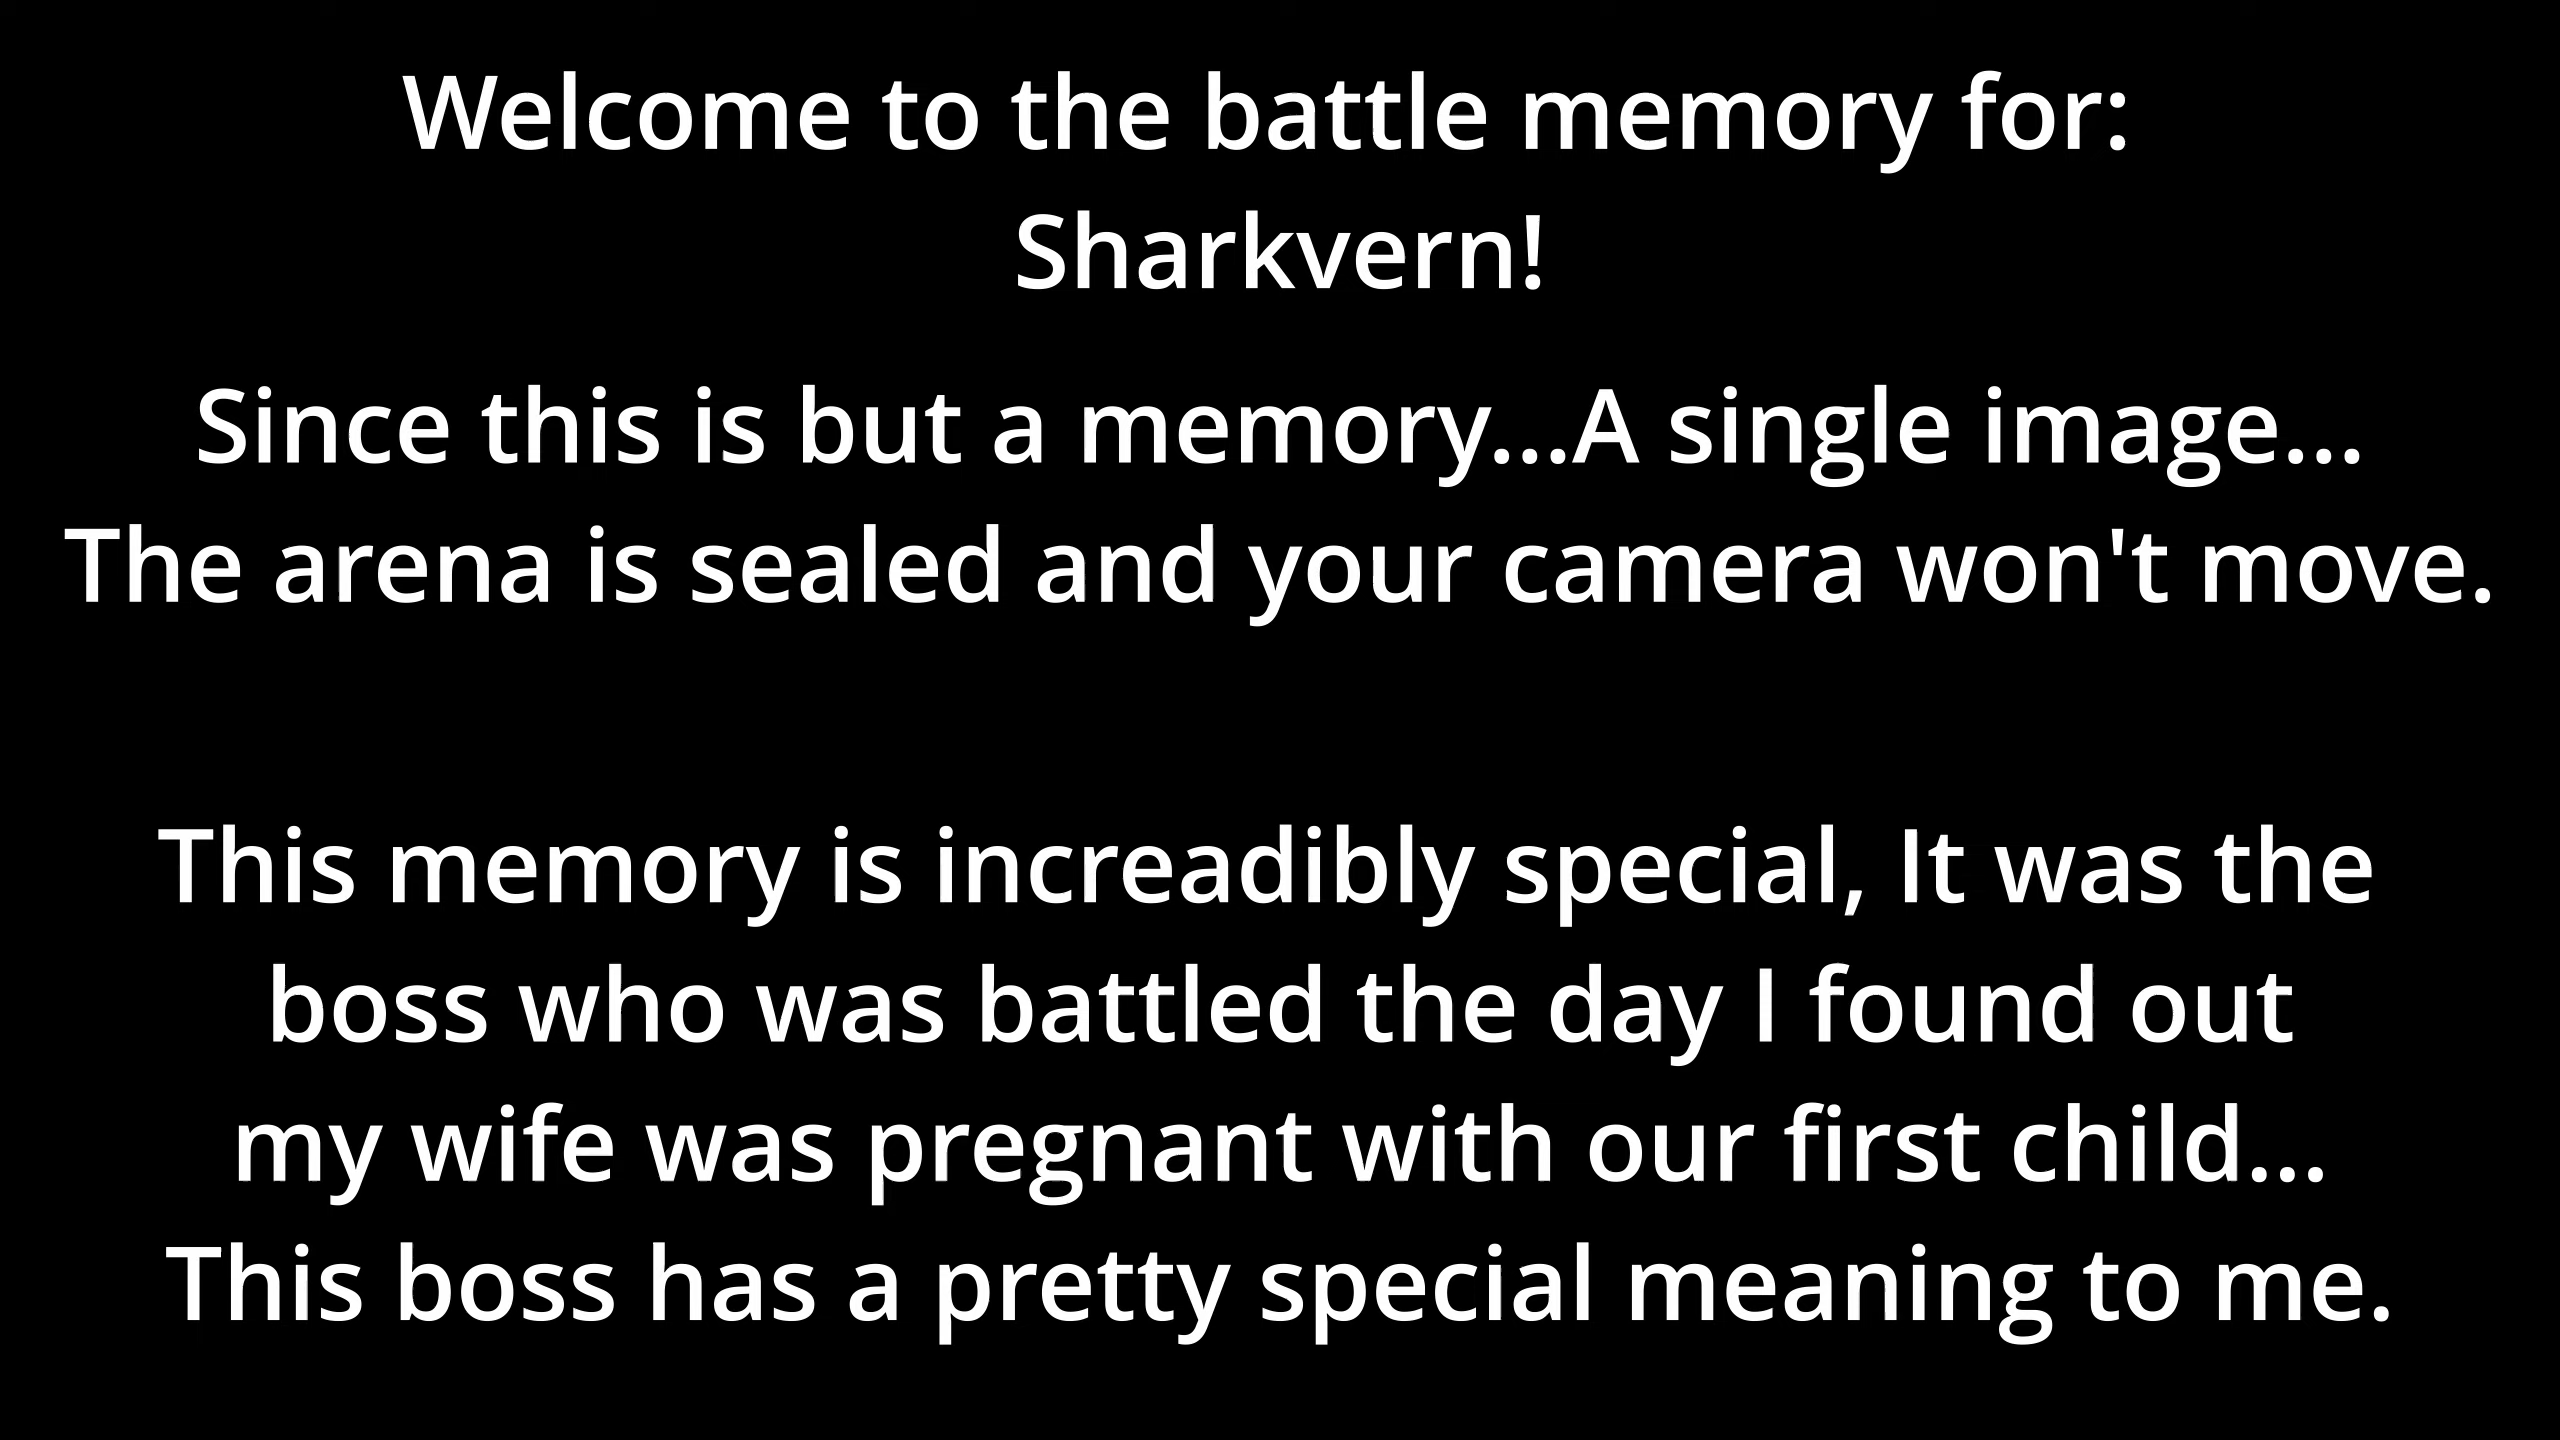 Welcome to the battle memory for:
Sharkvern!
Since this is but a memory...A single image...
The arena is sealed and your camera won't move.
This memory is increadibly special, It was the
boss who was battled the day I found out
my wife was pregnant with our first child...
This boss has a pretty special meaning to me.